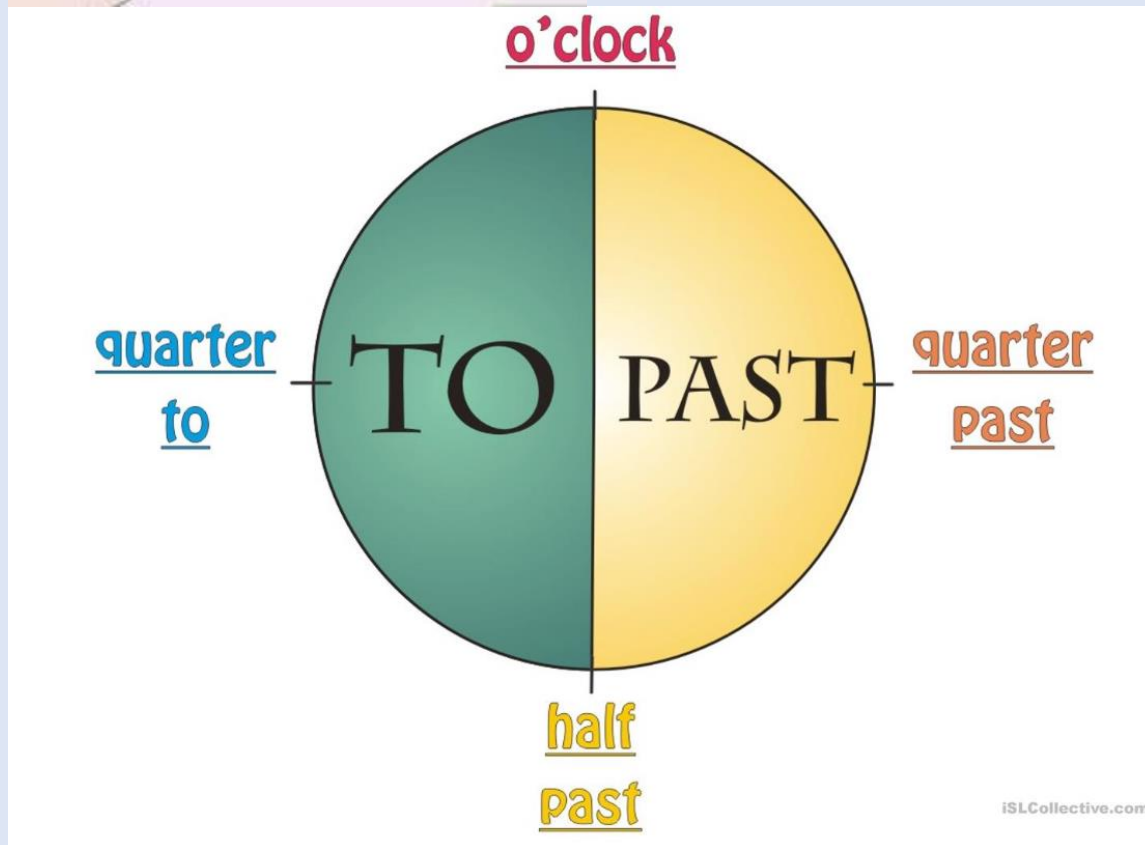 o'clock
quarter
to
TO
PAST
quarter
past
half
past
iSLCollective.com